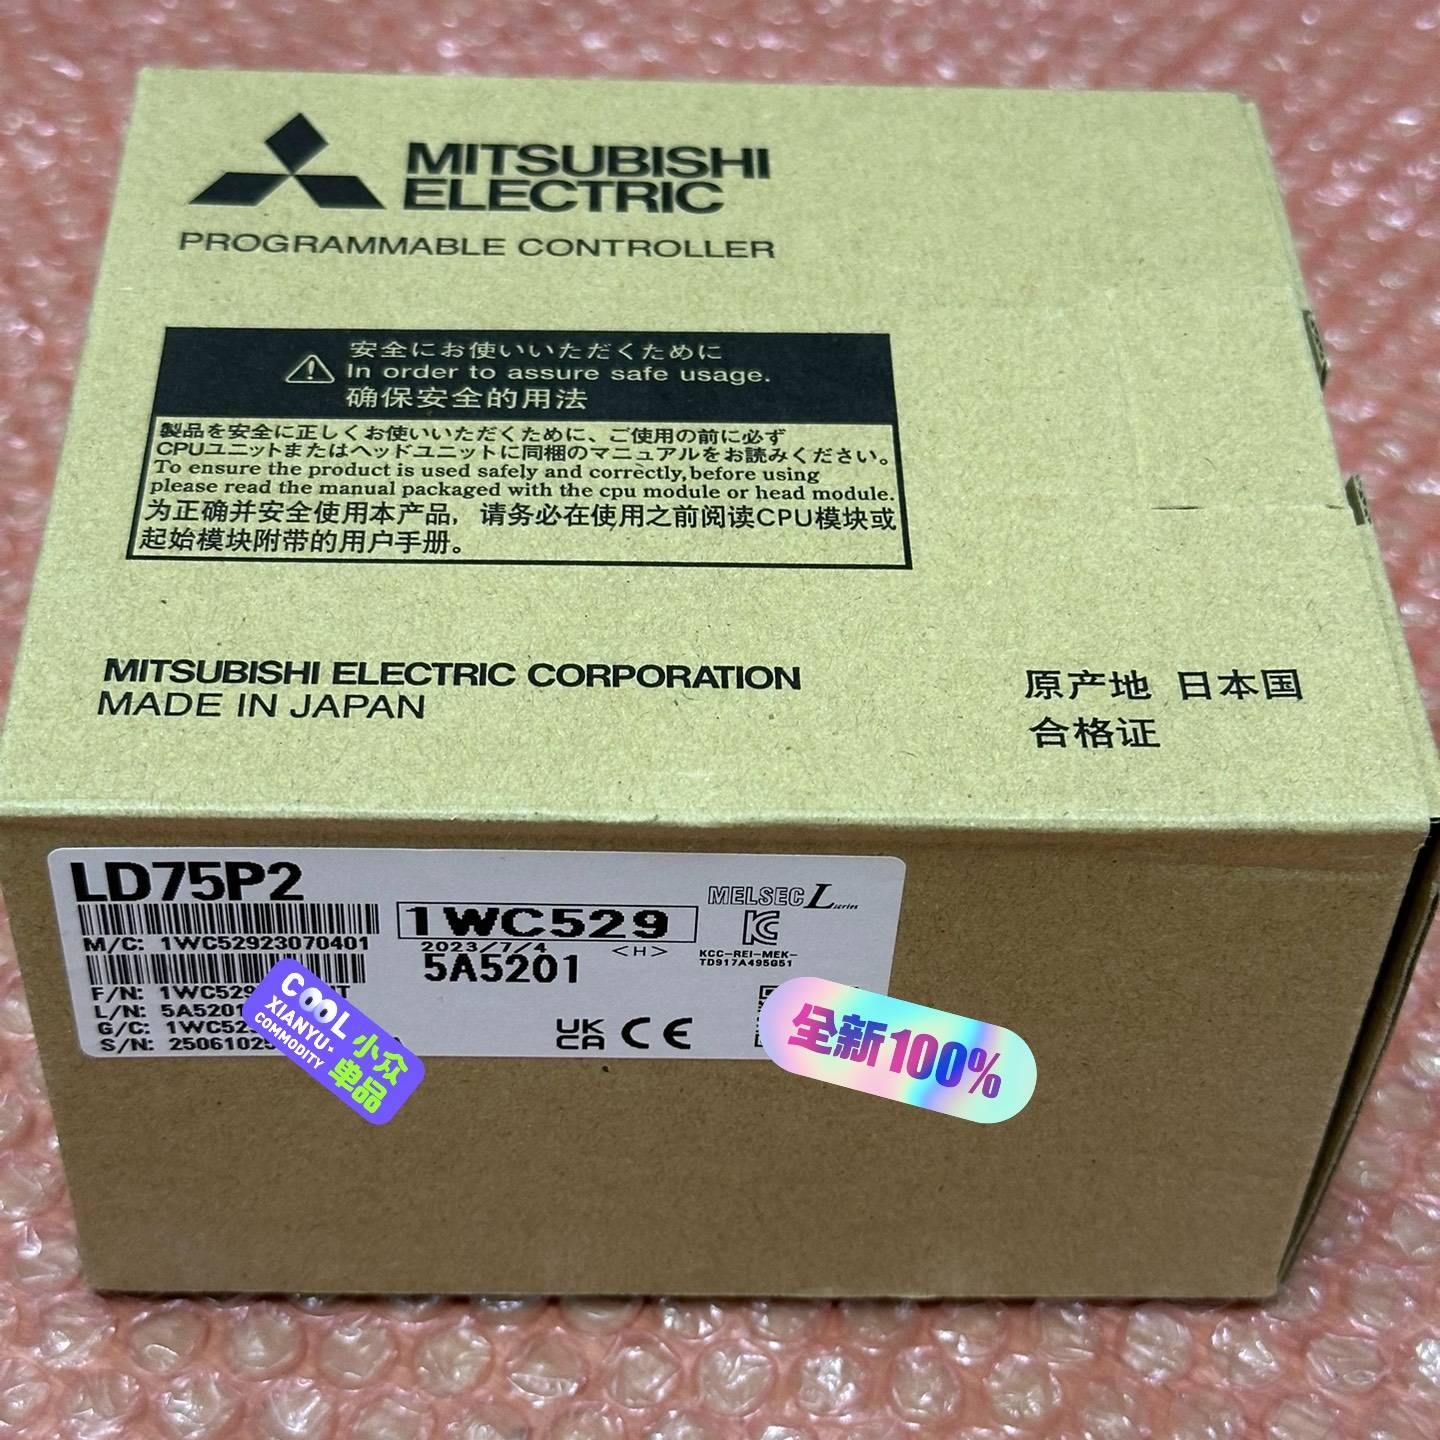 MITSUBISHI
ELECTRIC
PROGRAMMABLE CONTROLLER
安全にお使いいただくために
In order to assure safe usage.
确保安全的用法
製品を安全に正しくお使いいただくために、ご使用の前に必ず
CPUユニットまたはヘッドユニットに同梱のマニュアルをお読みください。
To ensure the product is used safely and correctly, before using
please read the manual packaged with the cpu module or head module.
为正确并安全使用本产品，请务必在使用之前阅读CPU模块或
起始模块附带的用户手册。
MITSUBISHI ELECTRIC CORPORATION
MADE IN JAPAN
原产地 日本国
合格证
LD75P2
M/C: 1WC52923070401
F/N: 1WC529
L/N: 5A5201
G/C: 1WC52
S/N: 2506102
1WC529
2023/7/4 <H>
5A5201
MELSEC L series
KCC-REI-MEK-
TD917A495G51
UK
CA CE
COOL
XIANYU
COMMODITY
小众
单品
全新100%